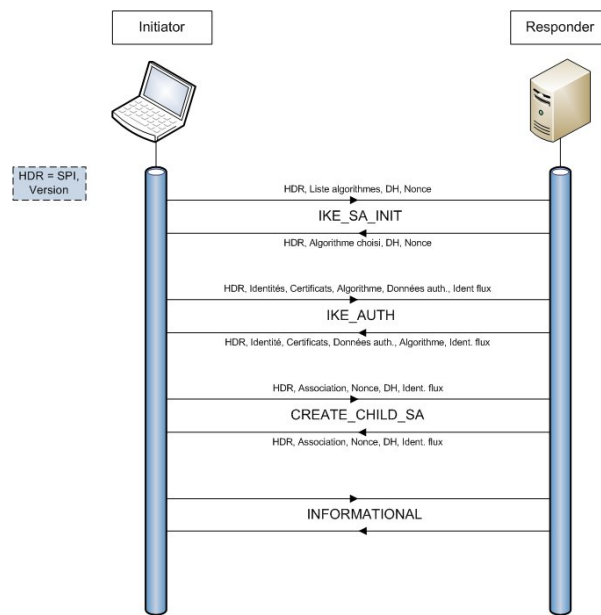 Initiator
Responder
HDR = SPI,
Version
HDR, Liste algorithmes, DH, Nonce
IKE_SA_INIT
HDR, Algorithme choisi, DH, Nonce
HDR, Identités, Certificats, Algorithme, Données auth., Ident flux
IKE_AUTH
HDR, Identité, Certificats, Données auth., Algorithme, Ident. flux
HDR, Association, Nonce, DH, Ident. flux
CREATE_CHILD_SA
HDR, Association, Nonce, DH, Ident. flux
INFORMATIONAL